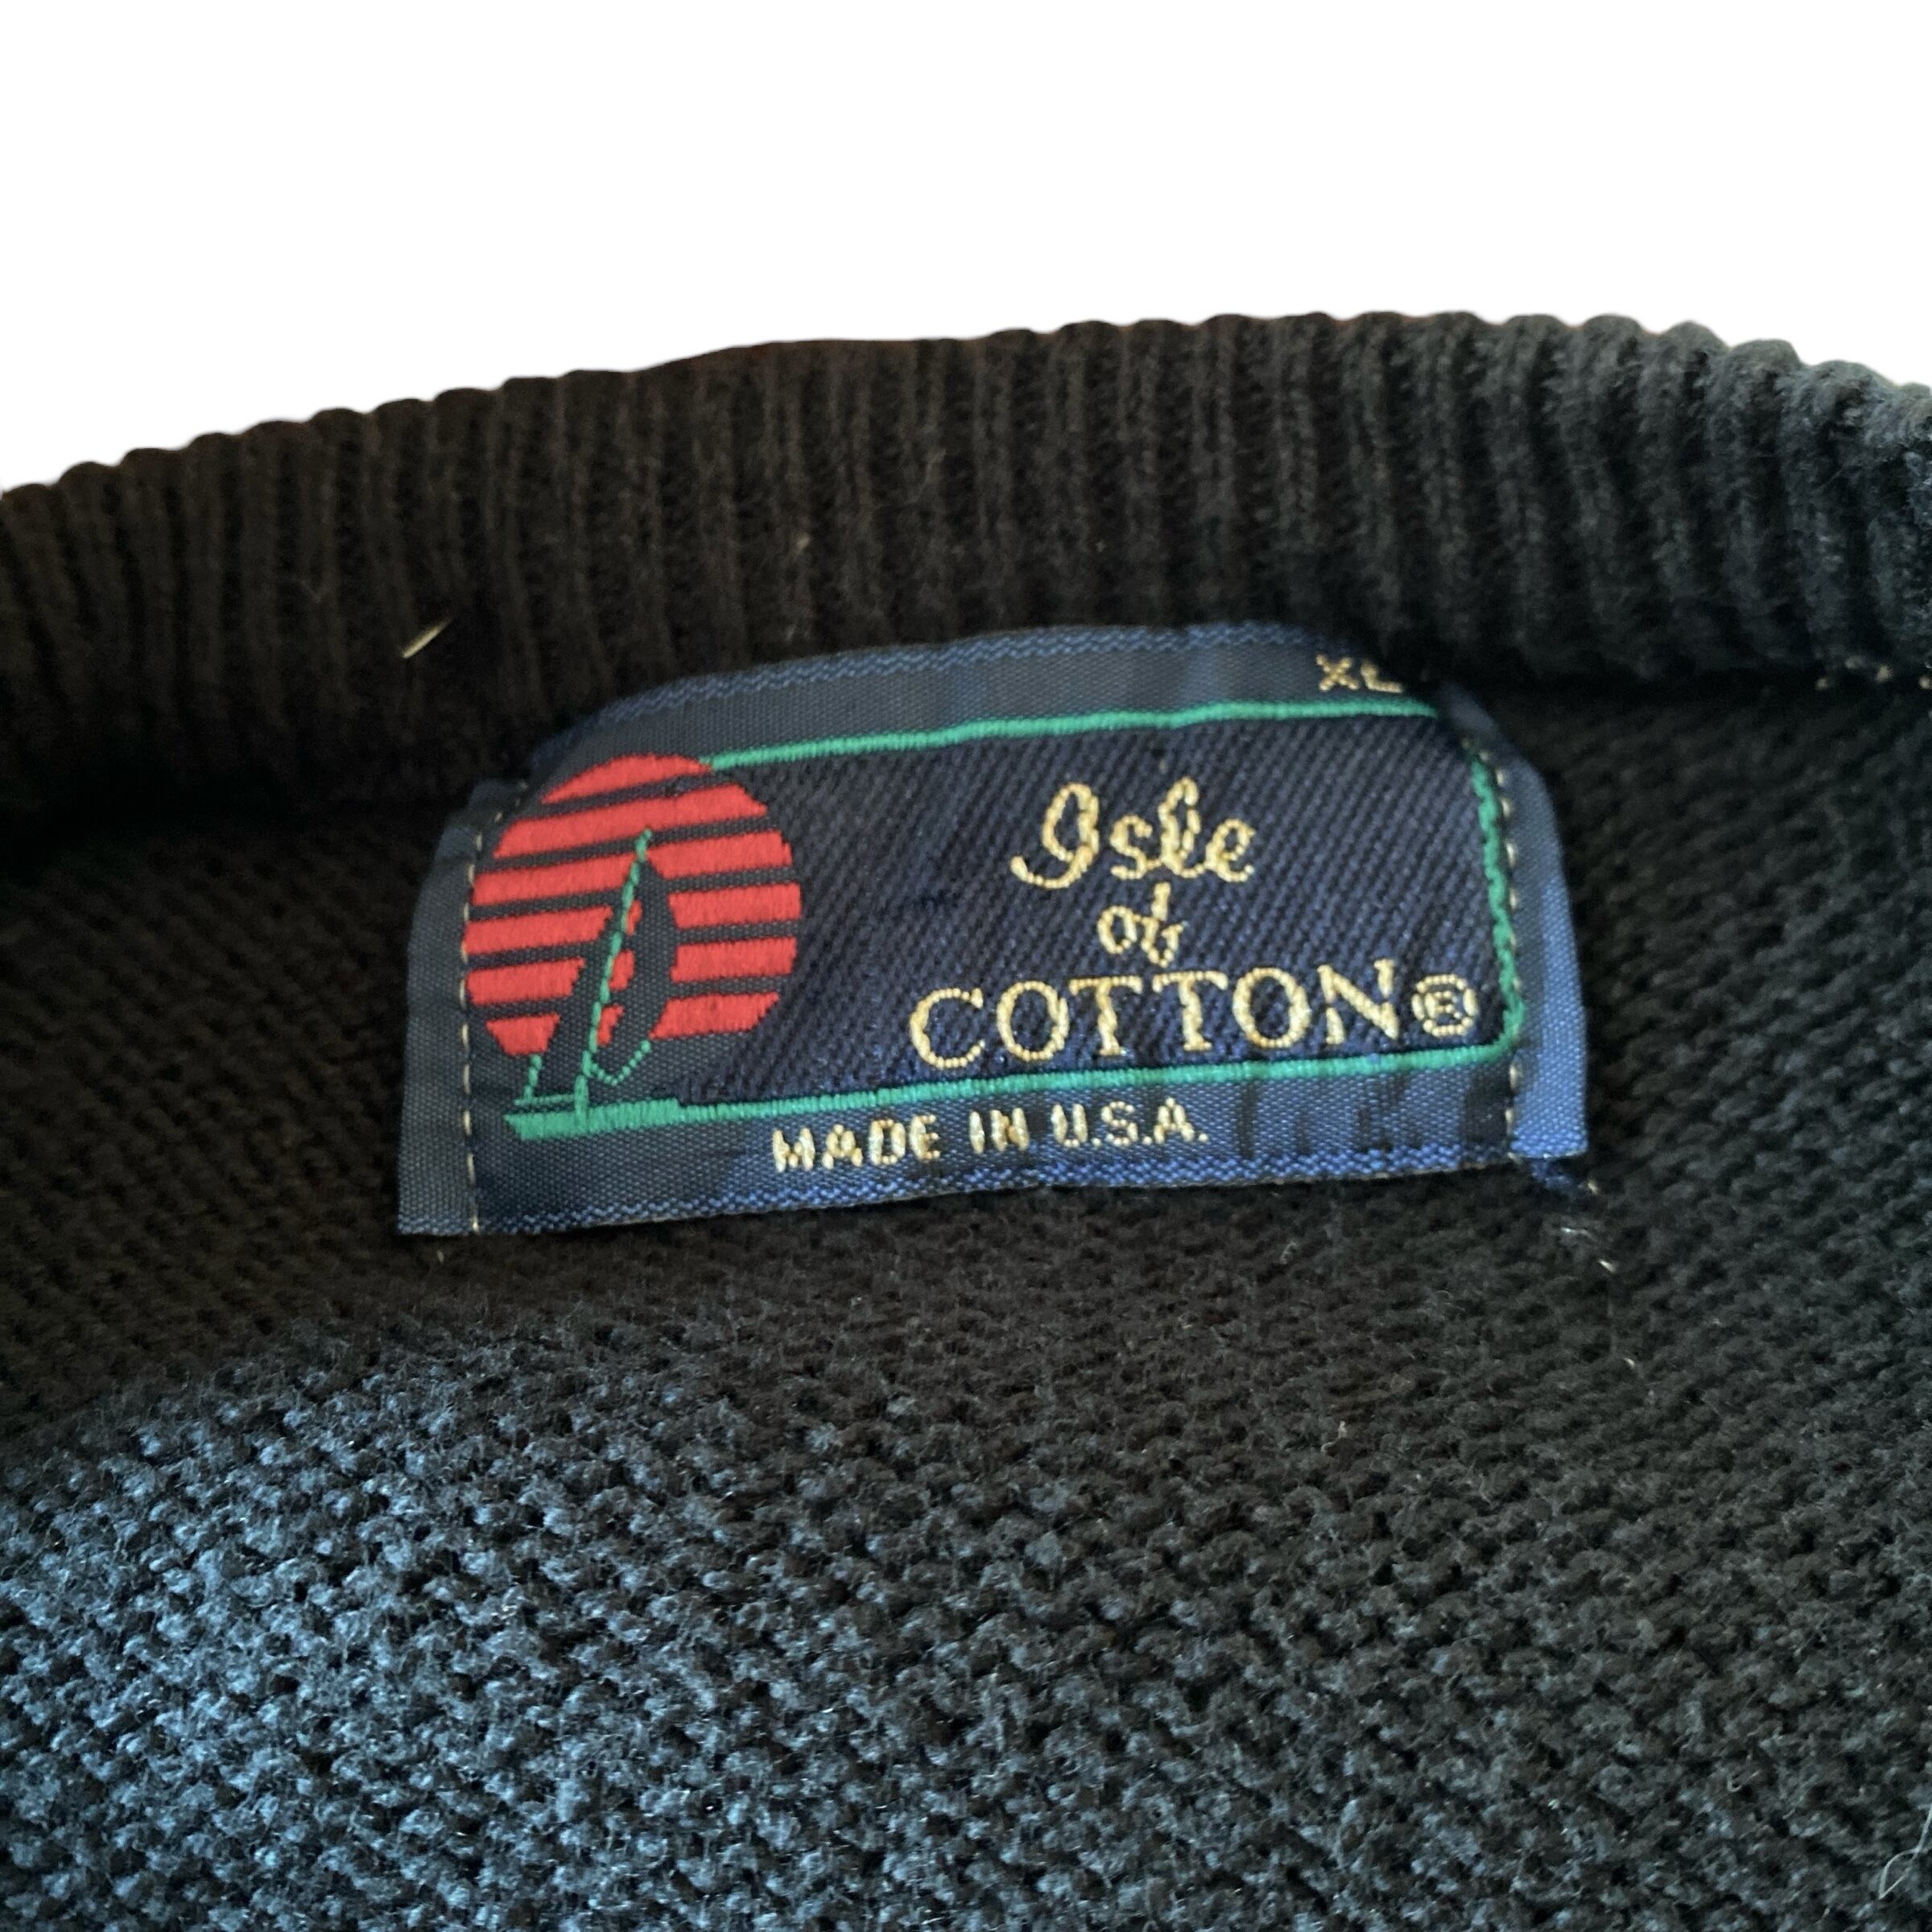 XL
Isle
of
COTTON®
MADE IN U.S.A.